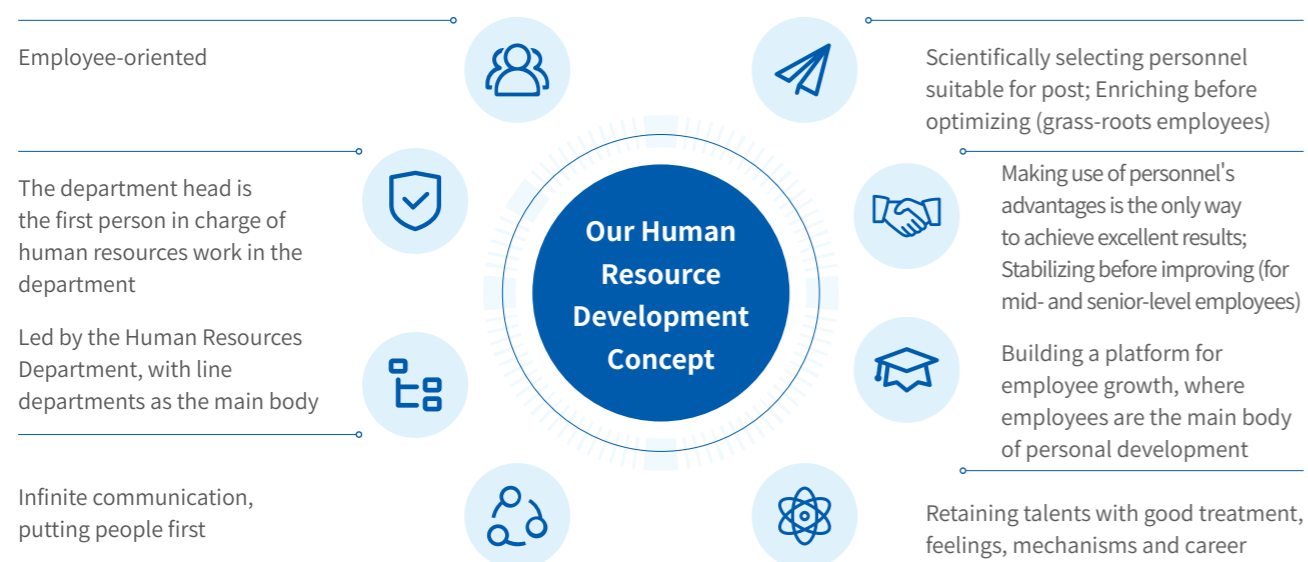 Employee-oriented
The department head is
the first person in charge of
human resources work in the
department
Led by the Human Resources
Department, with line
departments as the main body
Infinite communication,
putting people first
Our Human
Resource
Development
Concept
Scientifically selecting personnel
suitable for post; Enriching before
optimizing (grass-roots employees)
Making use of personnel's
advantages is the only way
to achieve excellent results;
Stabilizing before improving (for
mid- and senior-level employees)
Building a platform for
employee growth, where
employees are the main body
of personal development
Retaining talents with good treatment,
feelings, mechanisms and career